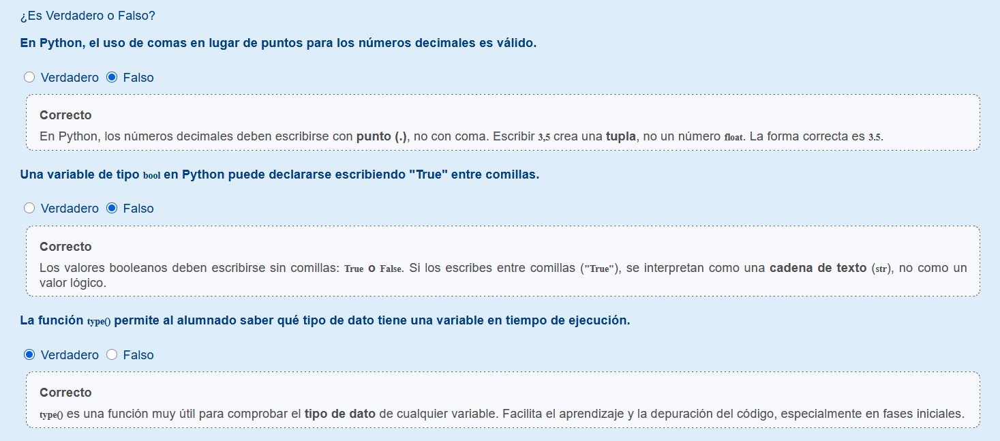 ¿Es Verdadero o Falso?
En Python, el uso de comas en lugar de puntos para los números decimales es válido.
Verdadero Falso
Correcto
En Python, los números decimales deben escribirse con punto (.), no con coma. Escribir 3,5 crea una tupla, no un número float. La forma correcta es 3.5.
Una variable de tipo bool en Python puede declararse escribiendo "True" entre comillas.
Verdadero Falso
Correcto
Los valores booleanos deben escribirse sin comillas: True o False. Si los escribes entre comillas ("True"), se interpretan como una cadena de texto (str), no como un
valor lógico.
La función type() permite al alumnado saber qué tipo de dato tiene una variable en tiempo de ejecución.
Verdadero Falso
Correcto
type() es una función muy útil para comprobar el tipo de dato de cualquier variable. Facilita el aprendizaje y la depuración del código, especialmente en fases iniciales.